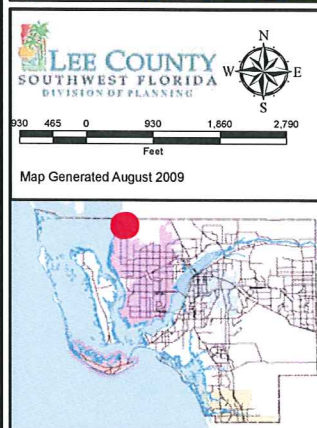 LEE COUNTY
SOUTHWEST FLORIDA
DIVISION OF PLANNING
N
W E
S
930 465 0 930 1,860 2,790
Feet
Map Generated August 2009